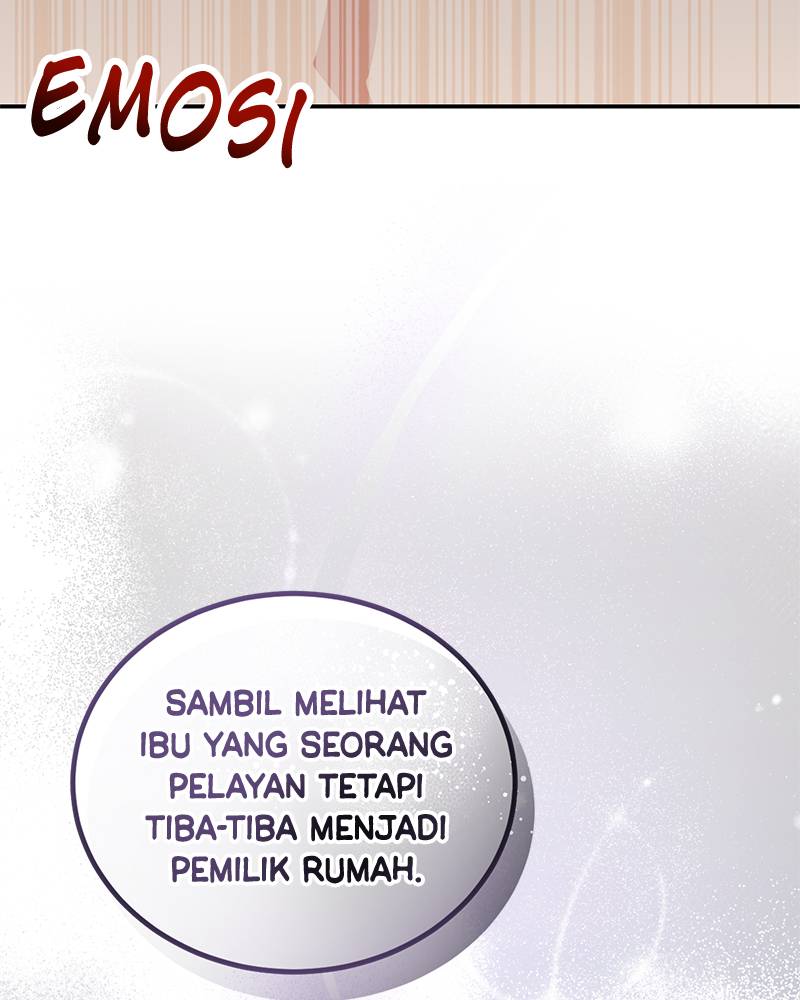 EMOSI
SAMBIL MELIHAT
IBU YANG SEORANG
PELAYAN TETAPI
TIBA-TIBA MENJADI
PEMILIK RUMAH.